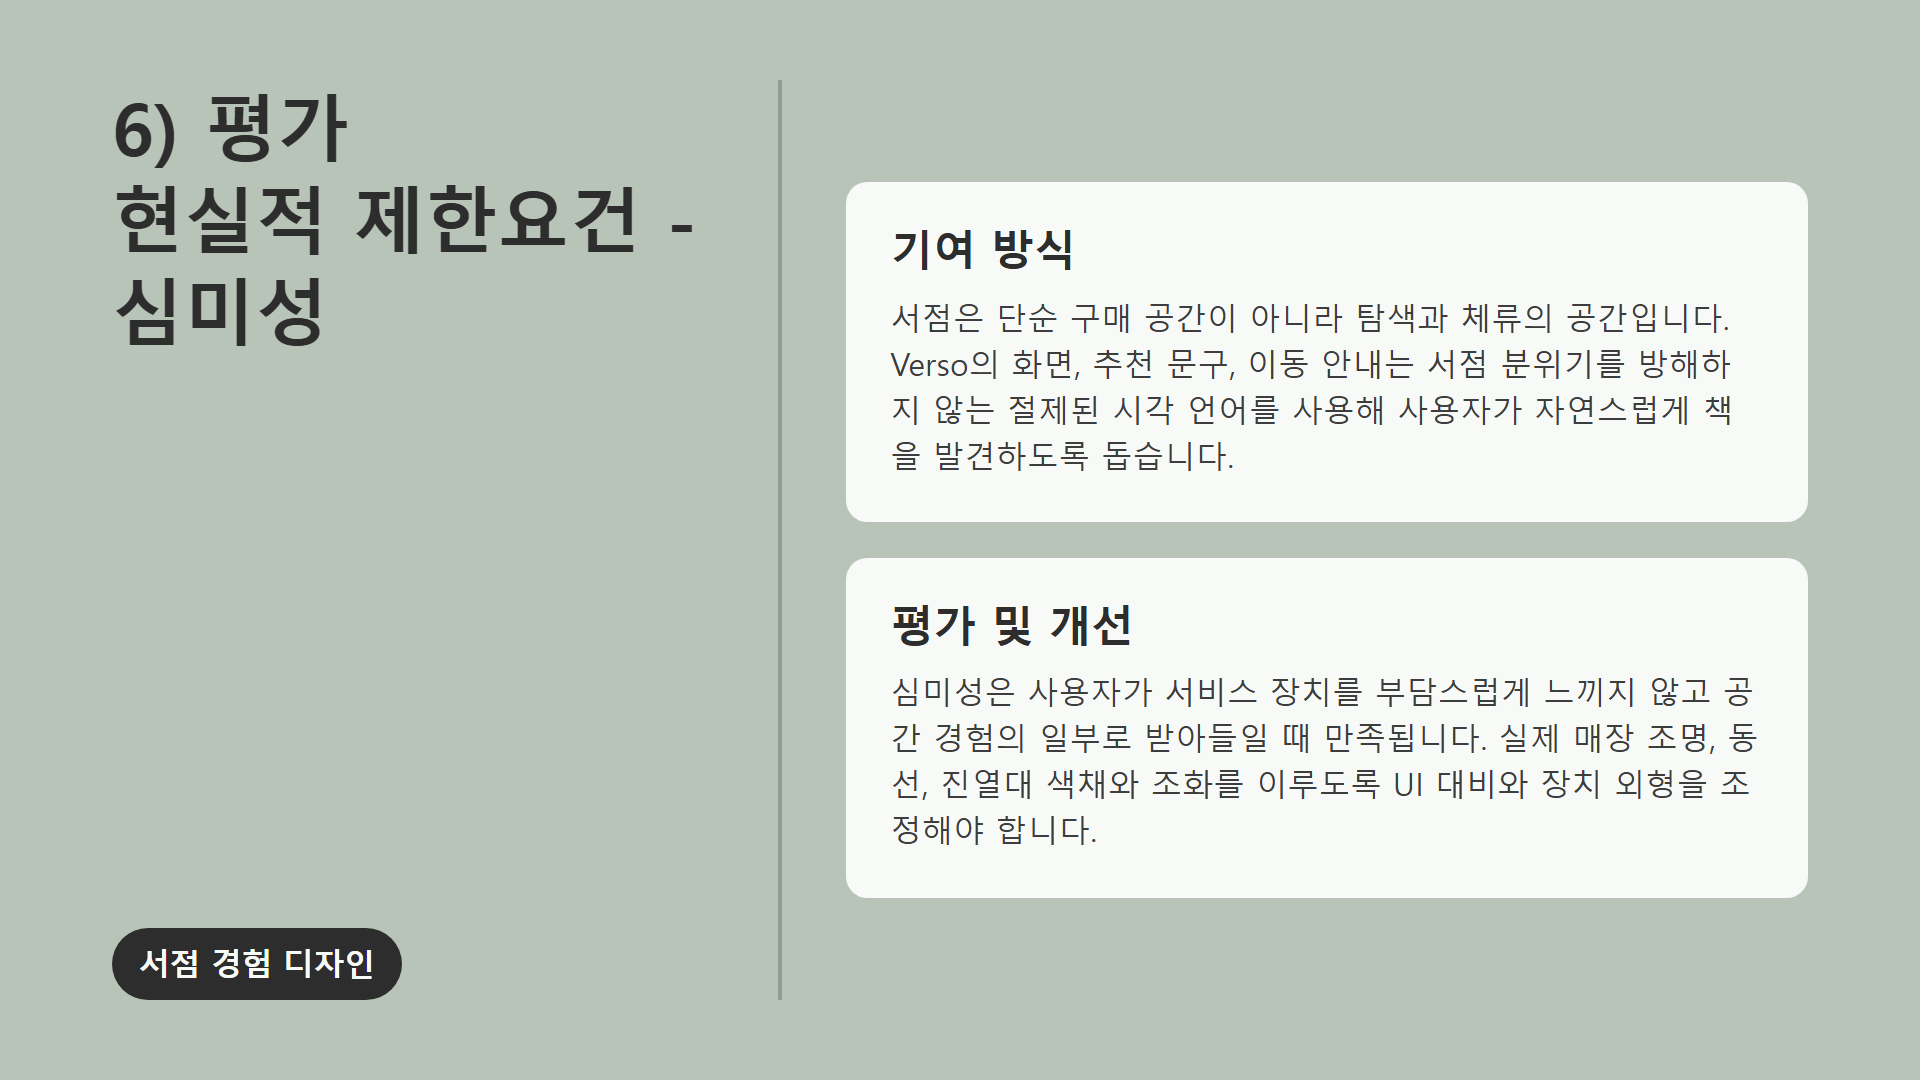 6) 평가
현실적 제한요건 -
심미성
서점 경험 디자인
기여 방식
서점은 단순 구매 공간이 아니라 탐색과 체류의 공간입니다.
Verso의 화면, 추천 문구, 이동 안내는 서점 분위기를 방해하
지 않는 절제된 시각 언어를 사용해 사용자가 자연스럽게 책
을 발견하도록 돕습니다.
평가 및 개선
심미성은 사용자가 서비스 장치를 부담스럽게 느끼지 않고 공
간 경험의 일부로 받아들일 때 만족됩니다. 실제 매장 조명, 동
선, 진열대 색채와 조화를 이루도록 UI 대비와 장치 외형을 조
정해야 합니다.